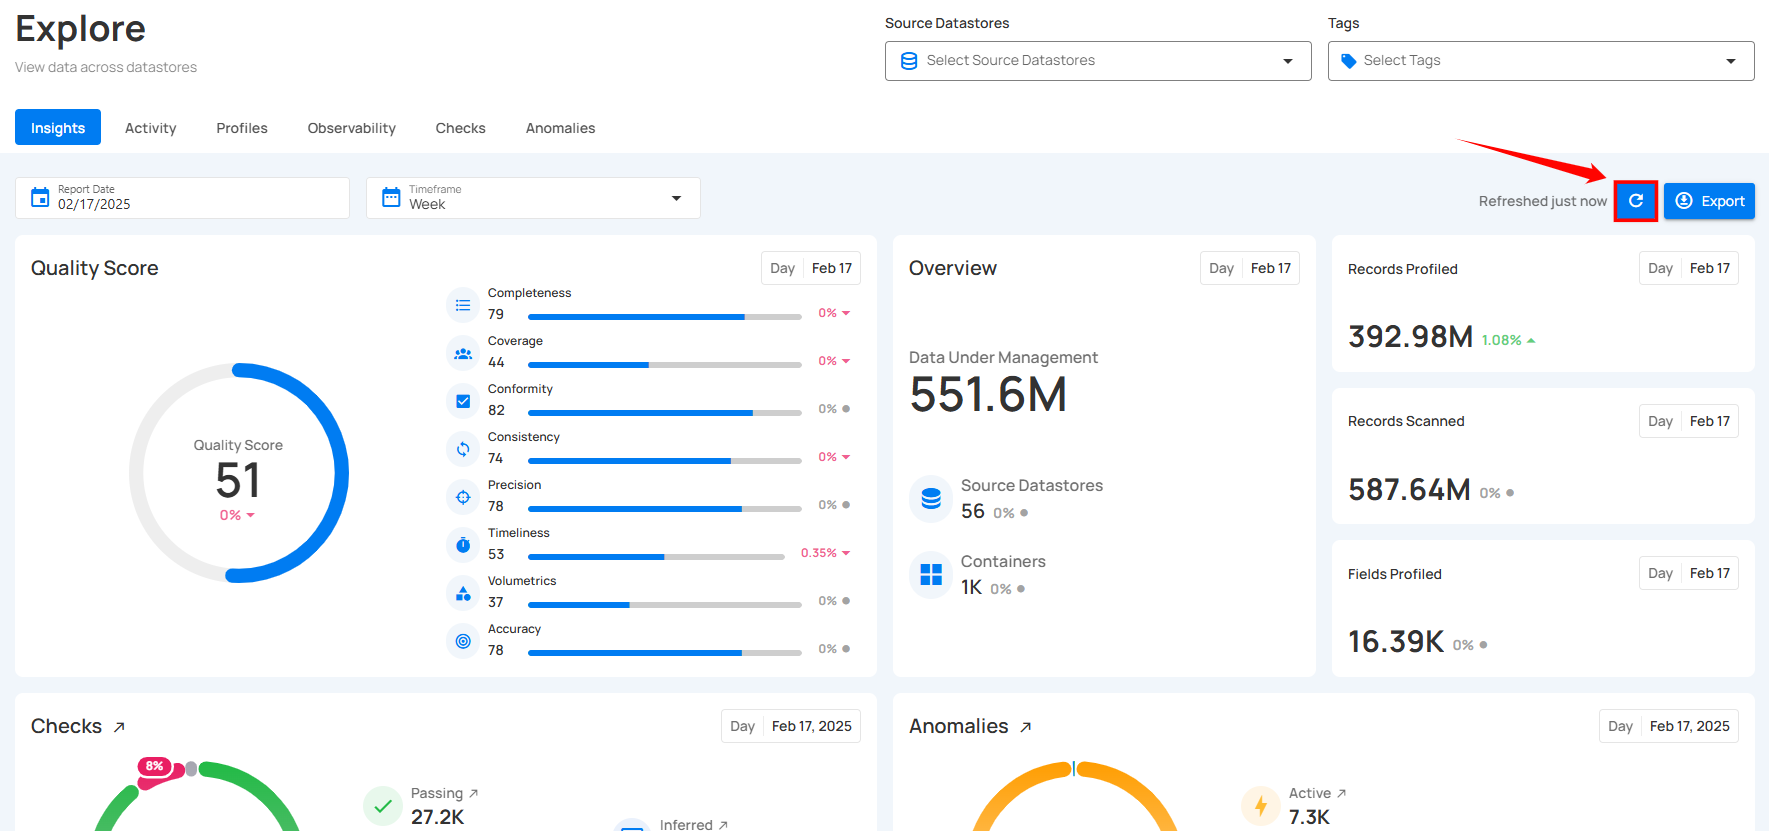 Explore
View data across datastores
Source Datastores
Select Source Datastores
Tags
Select Tags
Insights
Activity
Profiles
Observability
Checks
Anomalies
Report Date
02/17/2025
Timeframe
Week
Refreshed just now
Export
Quality Score
Day Feb 17
Quality Score
51
0%
Completeness
79
0%
Coverage
44
0%
Conformity
82
0%
Consistency
74
0%
Precision
78
0%
Timeliness
53
0.35%
Volumetrics
37
0%
Accuracy
78
0%
Overview
Day Feb 17
Data Under Management
551.6M
Source Datastores
56 0%
Containers
1K 0%
Records Profiled
Day Feb 17
392.98M 1.08%
Records Scanned
Day Feb 17
587.64M 0%
Fields Profiled
Day Feb 17
16.39K 0%
Checks
Day Feb 17, 2025
8%
Passing
27.2K
Inferred
Anomalies
Day Feb 17, 2025
Active
7.3K